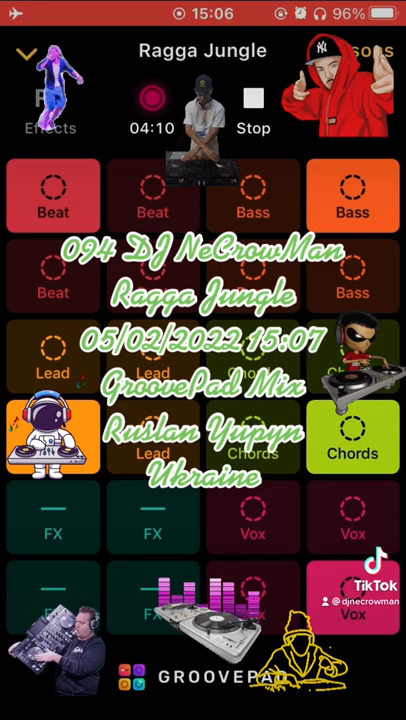 15:06
96%
Ragga Jungle
Effects
04:10
Stop
Beat
Beat
Bass
Bass
Beat
Bass
Lead
Chords
Lead
Chords
Chords
FX
FX
Vox
Vox
Vox
094 DJ NeCrowMan
Ragga Jungle
05/02/2022 15:07
GroovePad Mix
Ruslan Yupyn
Ukraine
NY
TikTok
@djnecrowman
GROOVEPAD